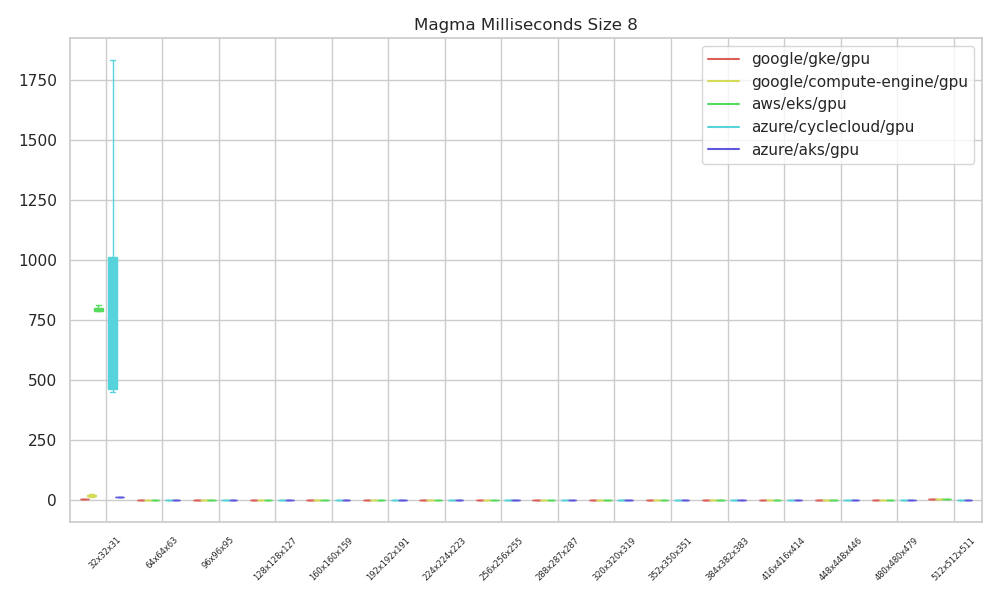 Magma Milliseconds Size 8
google/gke/gpu
google/compute-engine/gpu
aws/eks/gpu
azure/cyclecloud/gpu
azure/aks/gpu
1750
1500
1250
1000
750
500
250
0
32x32x31
64x64x63
96x96x95
128x128x127
160x160x159
192x192x191
224x224x223
256x256x255
288x287x287
320x320x319
352x350x351
384x382x383
416x416x414
448x448x446
480x480x479
512x512x511